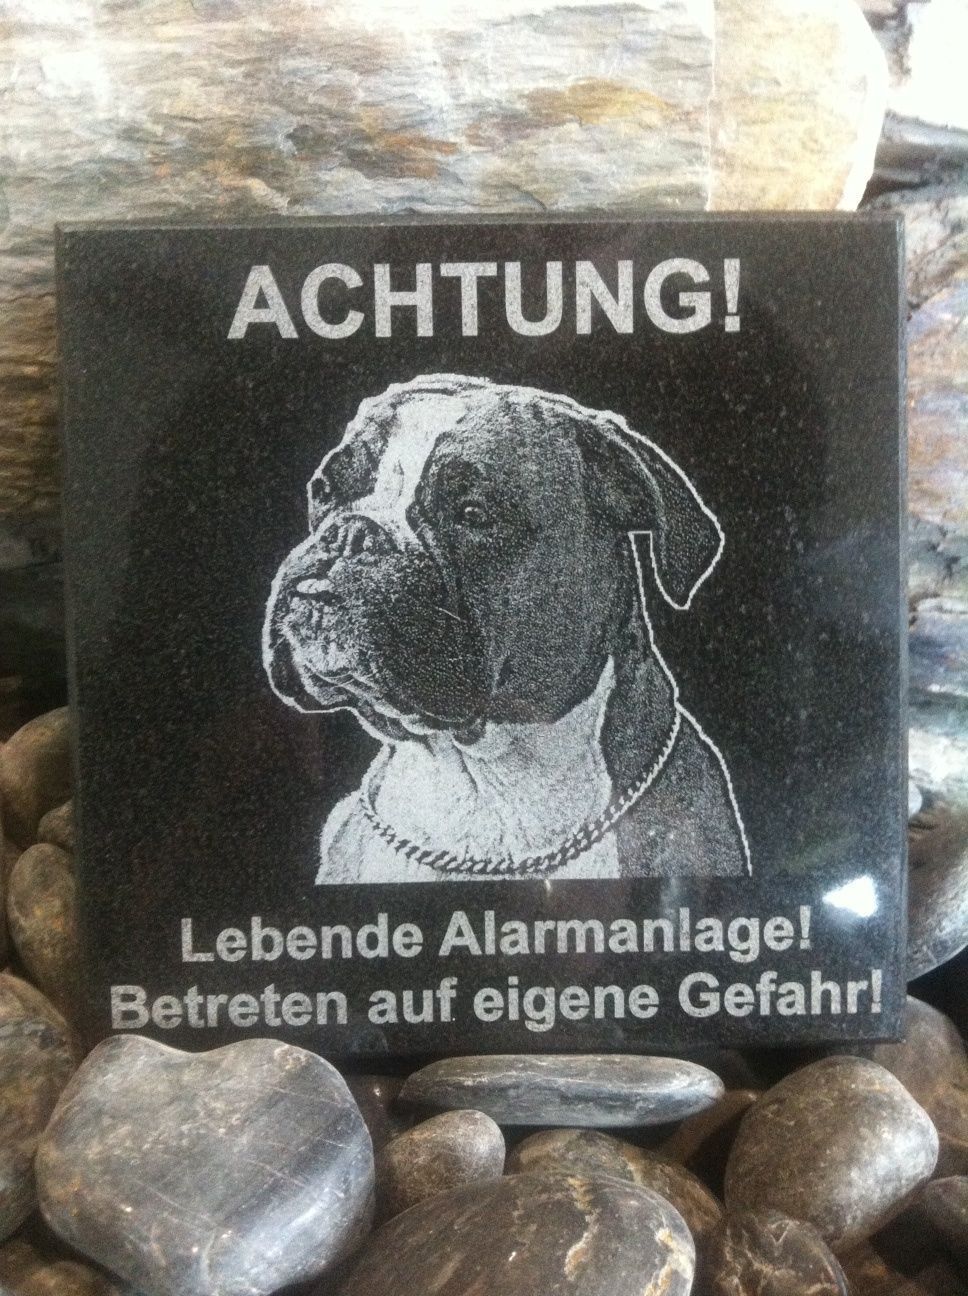 ACHTUNG!
Lebende Alarmanlage!
Betreten auf eigene Gefahr!